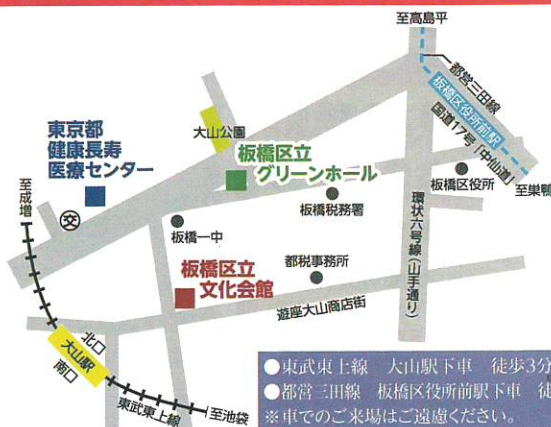 至高島平
都営三田線
板橋区役所前駅
国道17号「中仙道」
至巣鴨
大山公園
東京都
健康長寿
医療センター
板橋区立
グリーンホール
板橋区役所
板橋税務署
至成増
交
板橋一中
環状六号線(山手通り)
板橋区立
文化会館
都税事務所
遊座大山商店街
北口
大山駅
南口
東武東上線
至池袋
●東武東上線 大山駅下車 徒歩3分
●都営三田線 板橋区役所前駅下車 徒
※車でのご来場はご遠慮ください。